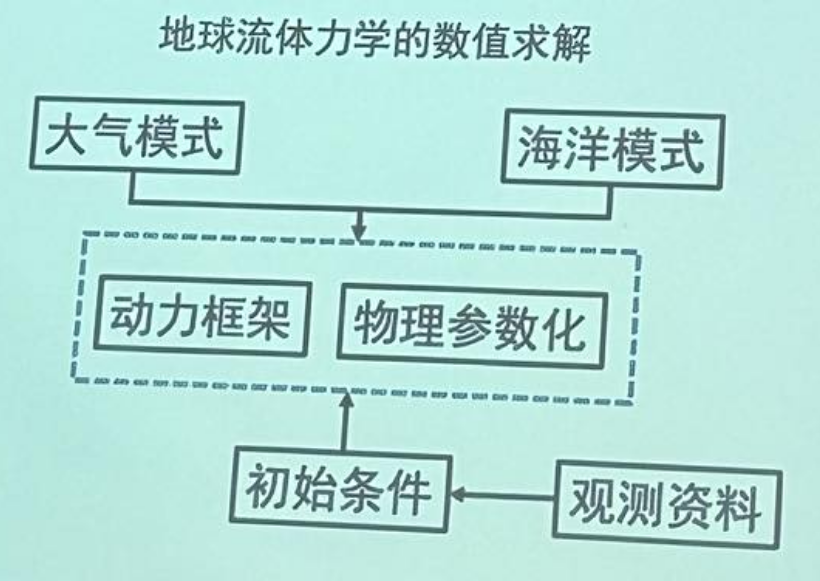 地球流体力学的数值求解
大气模式
海洋模式
动力框架
物理参数化
初始条件
观测资料